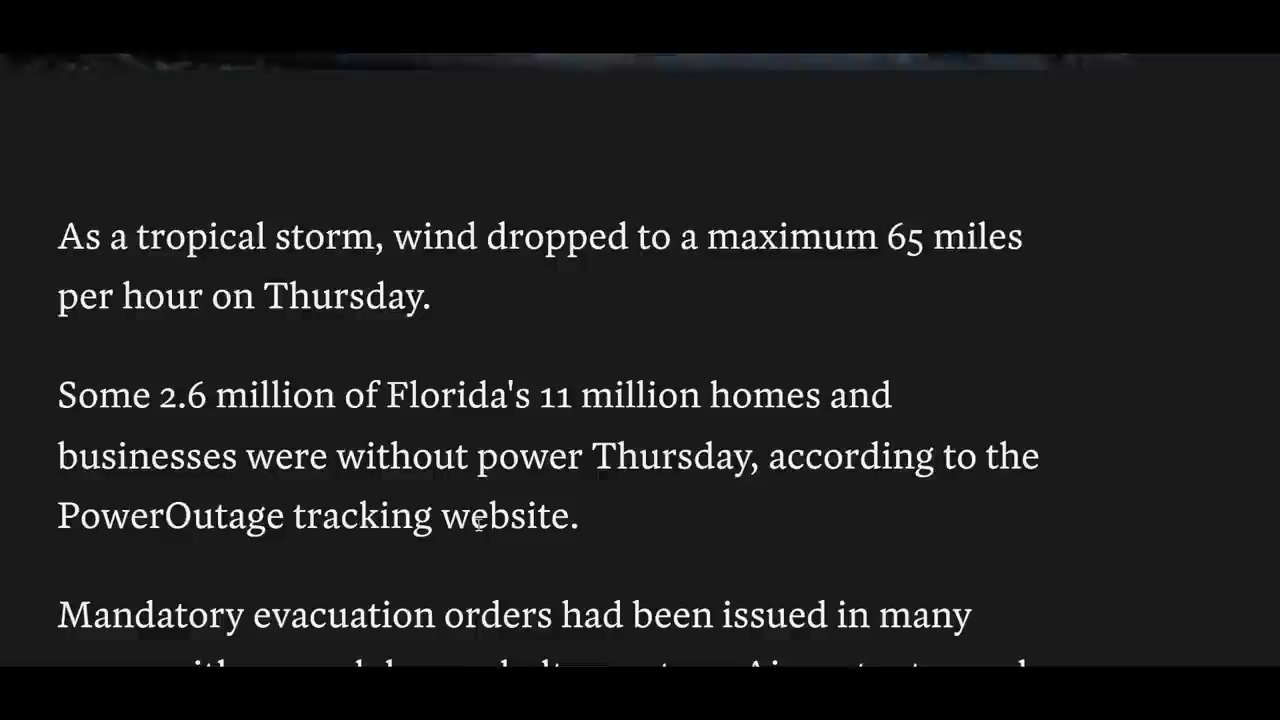 As a tropical storm, wind dropped to a maximum 65 miles
per hour on Thursday.
Some 2.6 million of Florida's 11 million homes and
businesses were without power Thursday, according to the
PowerOutage tracking website.
Mandatory evacuation orders had been issued in many